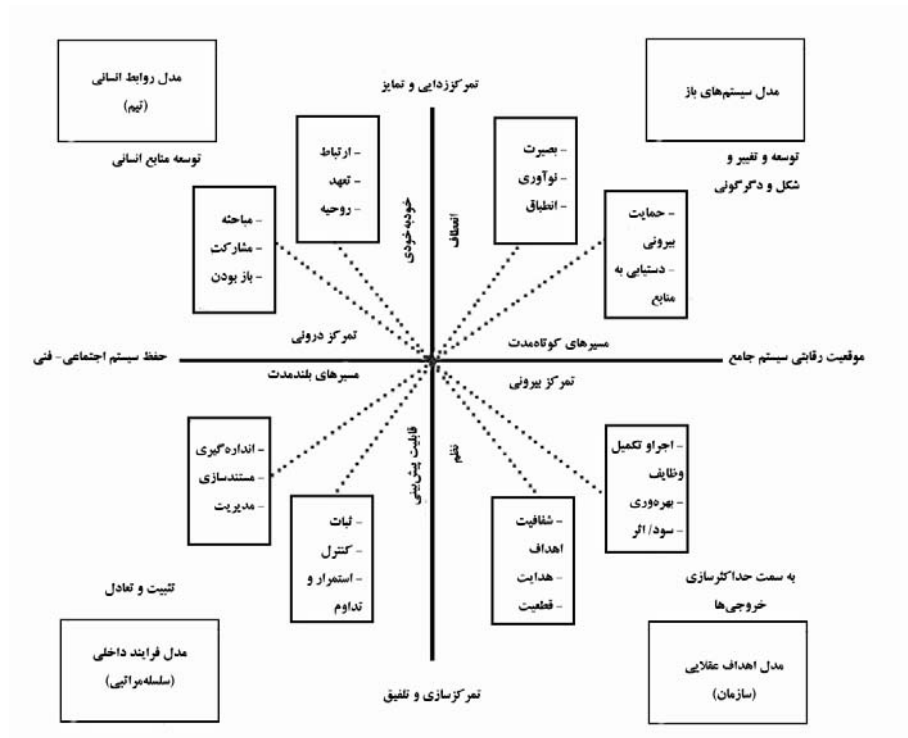 تمرکززدایی و تمایز
مدل سیستم‌های باز
توسعه و تغییر و
شکل و دگرگونی
مدل روابط انسانی
(تیم)
توسعه منابع انسانی
- بصیرت
- نوآوری
- انطباق
- ارتباط
- تعهد
- روحیه
- حمایت
بیرونی
- دستیابی به
منابع
- مباحثه
- مشارکت
- باز بودن
انعطاف
خودبه‌خودی
مسیرهای کوتاه‌مدت
تمرکز درونی
موقعیت رقابتی سیستم جامع
حفظ سیستم اجتماعی- فنی
تمرکز بیرونی
مسیرهای بلندمدت
نظم
قابلیت پیش‌بینی
- اجراو تکمیل
وظایف
- بهره‌وری
- سود/ اثر
- اندازه‌گیری
- مستندسازی
- مدیریت
- شفافیت
اهداف
- هدایت
- قطعیت
- ثبات
- کنترل
- استمرار و
تداوم
به سمت حداکثرسازی
خروجی‌ها
تثبیت و تعادل
مدل اهداف عقلایی
(سازمان)
مدل فرایند داخلی
(سلسله‌مراتبی)
تمرکزسازی و تلفیق